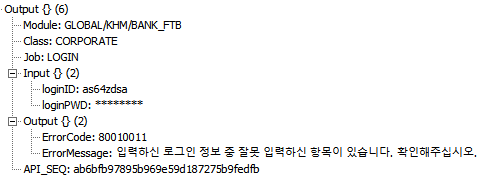 Output {} (6)
Module: GLOBAL/KHM/BANK_FTB
Class: CORPORATE
Job: LOGIN
Input {} (2)
loginID: as64zdsa
loginPWD: ********
Output {} (2)
ErrorCode: 80010011
ErrorMessage: 입력하신 로그인 정보 중 잘못 입력하신 항목이 있습니다. 확인해주십시오.
API_SEQ: ab6bfb97895b969e59d187275b9fedfb